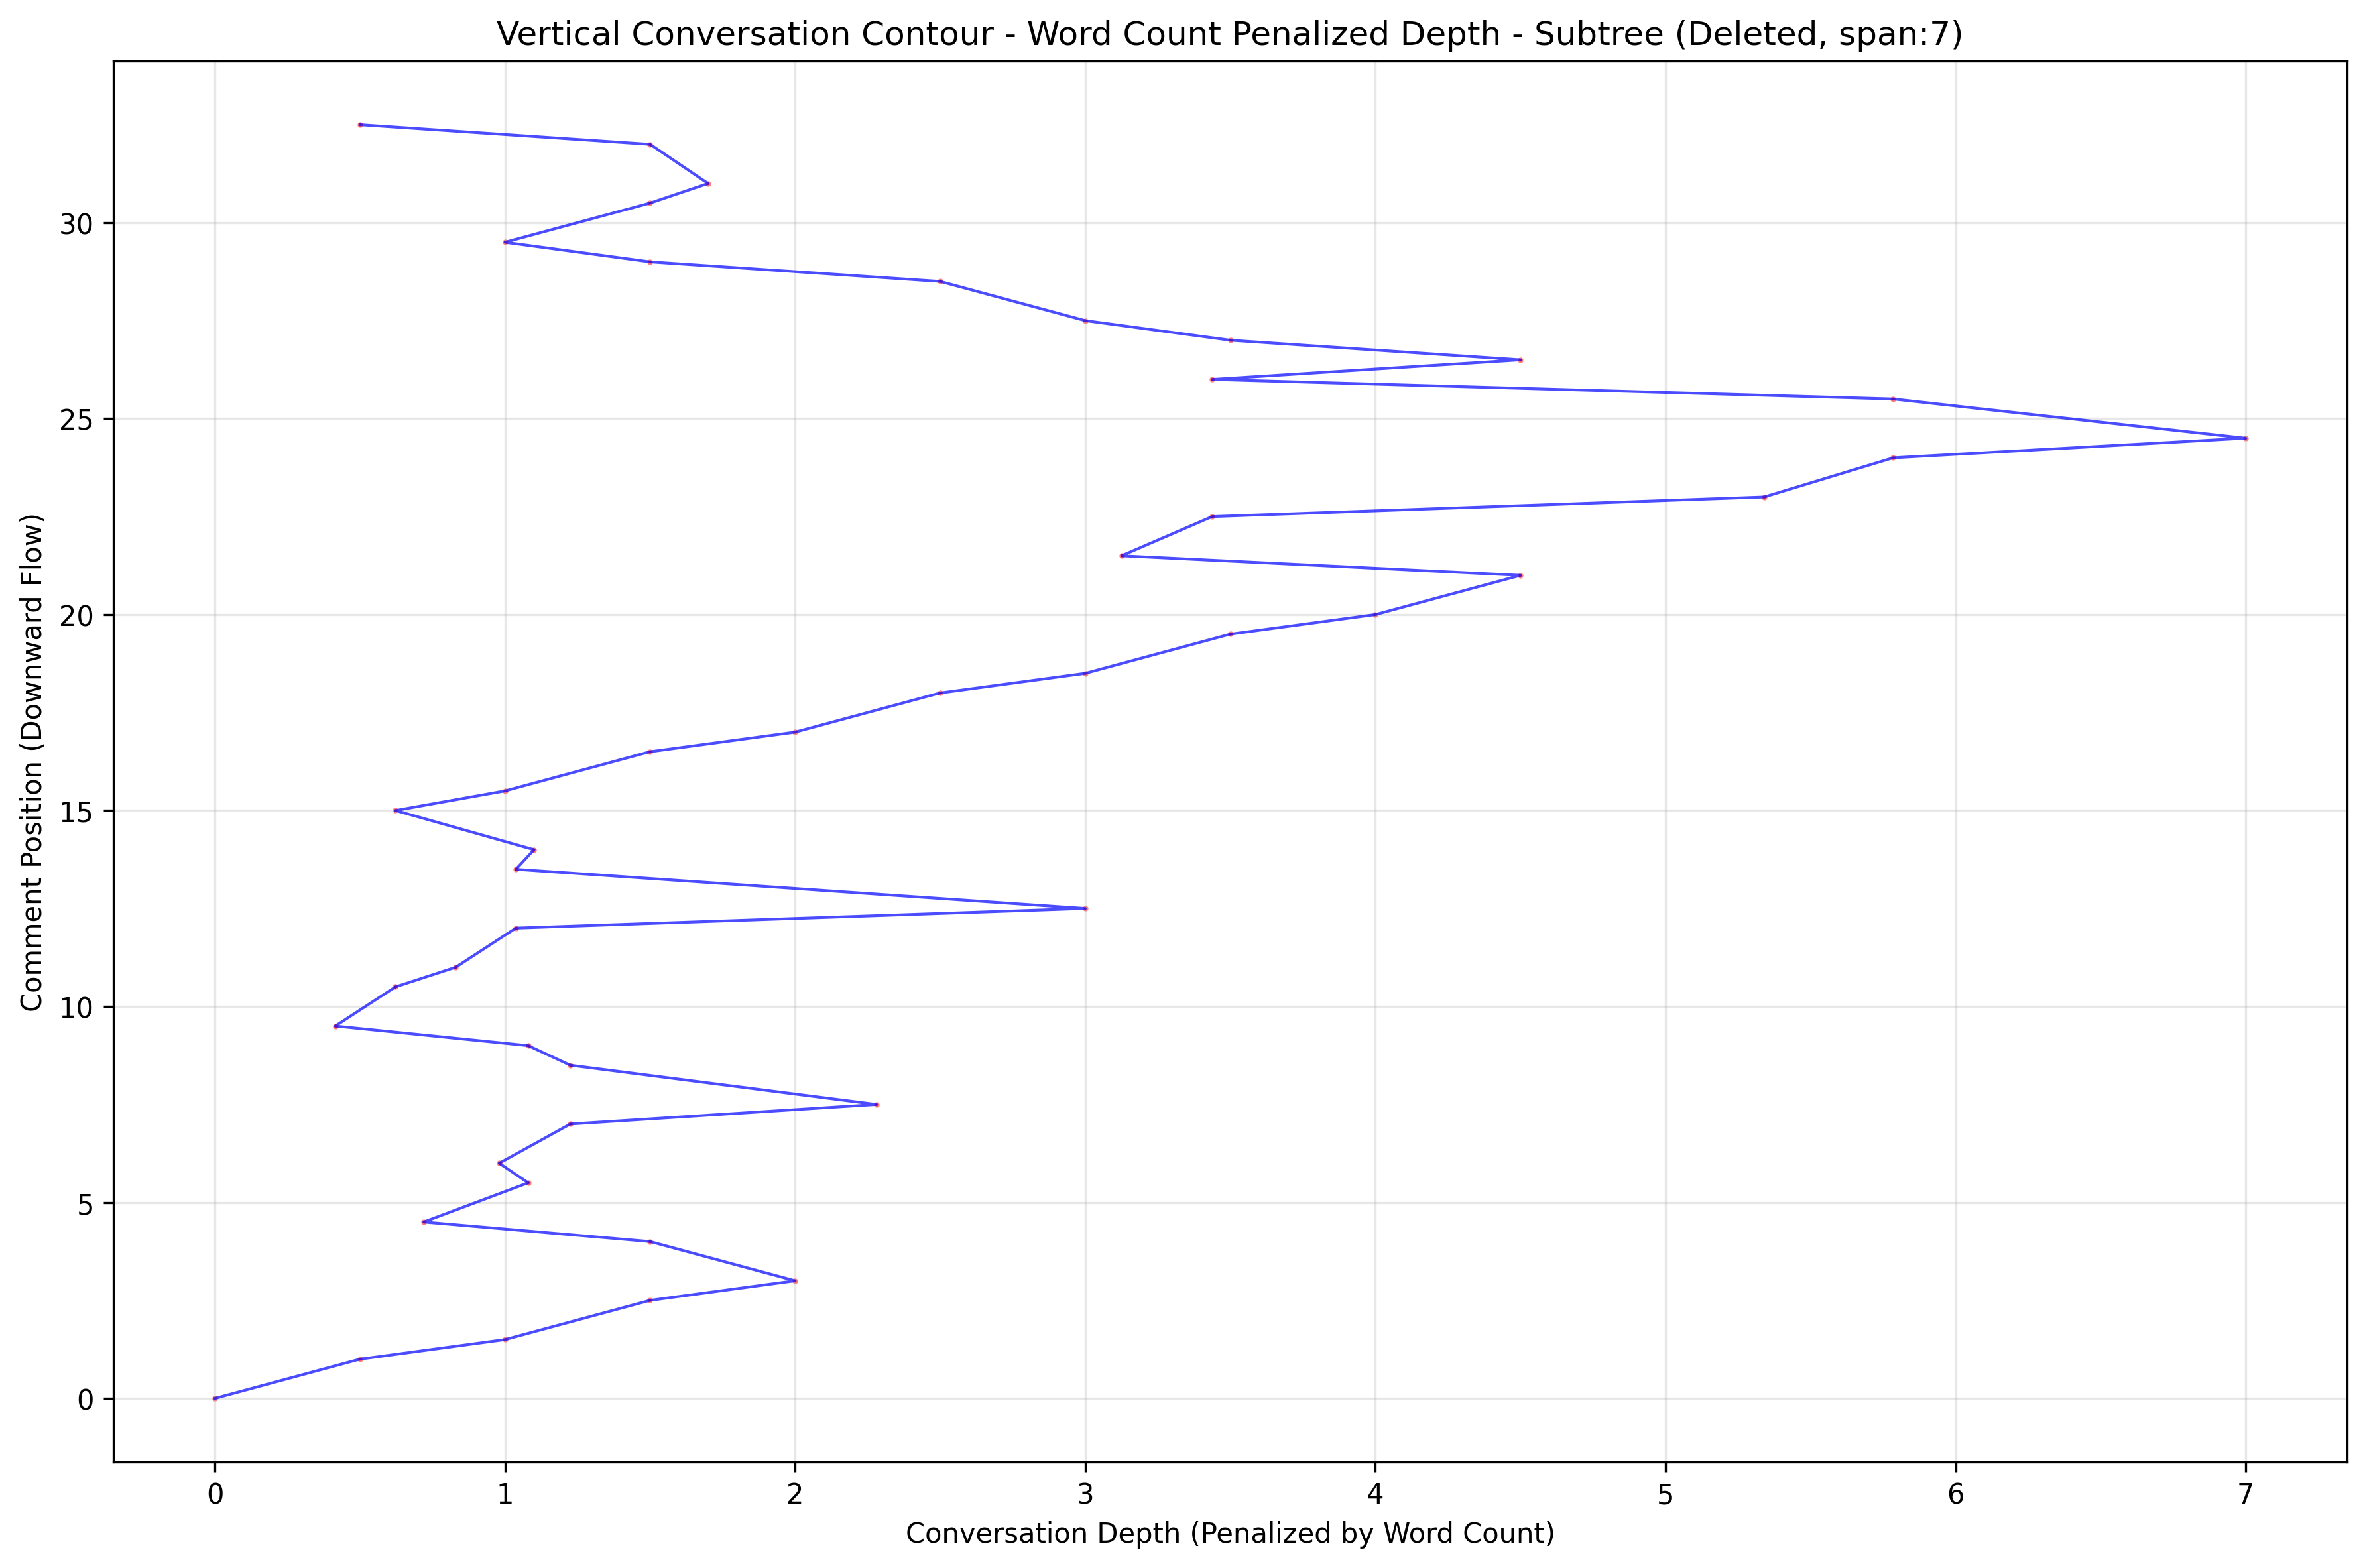 Vertical Conversation Contour - Word Count Penalized Depth - Subtree (Deleted, span:7)
Comment Position (Downward Flow)
30
25
20
15
10
5
0
0 1 2 3 4 5 6 7
Conversation Depth (Penalized by Word Count)